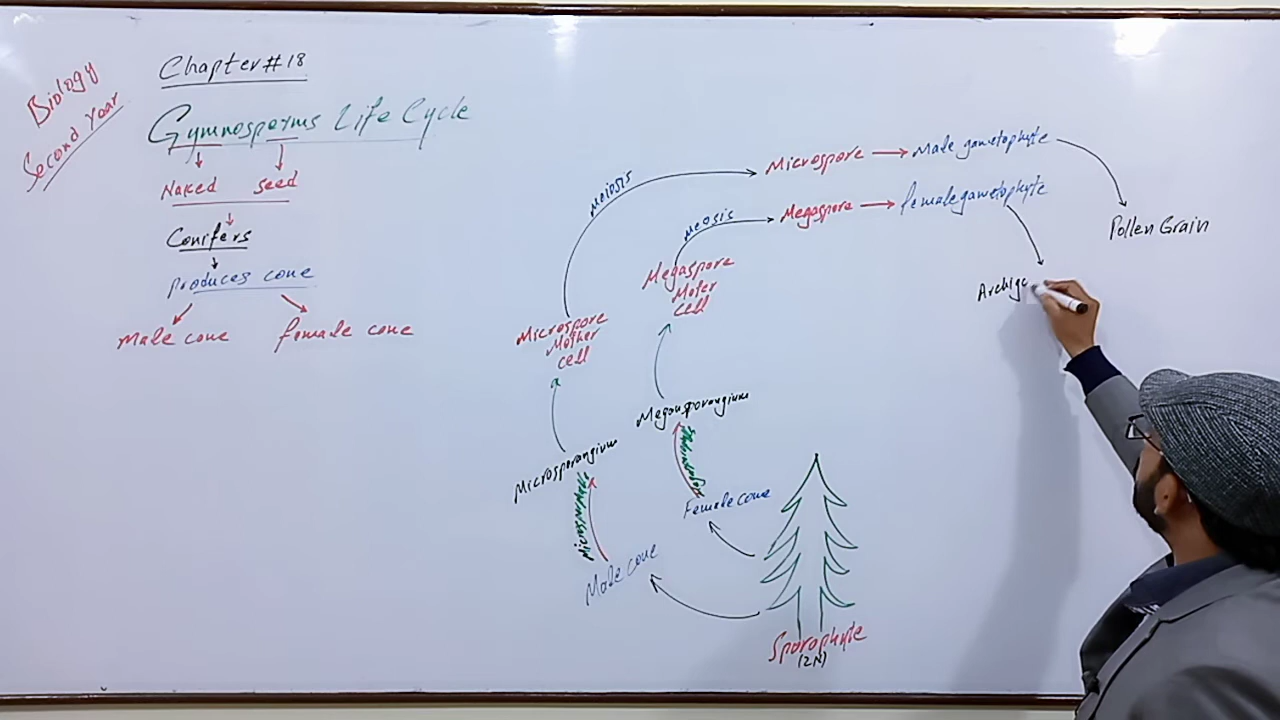 Biology
Second Year
Chapter # 18
Gymnosperms Life Cycle
Naked seed
Conifers
Produces cone
Male cone female cone
Meiosis
Microspore
Male gametophyte
Meosis
Megaspore
female gametophyte
Pollen Grain
Archige
Megaspore
Moter
cell
Microspore
Mother
cell
Megasporangium
Microsporangium
Female cone
Male cone
Sporophyte
(2N)